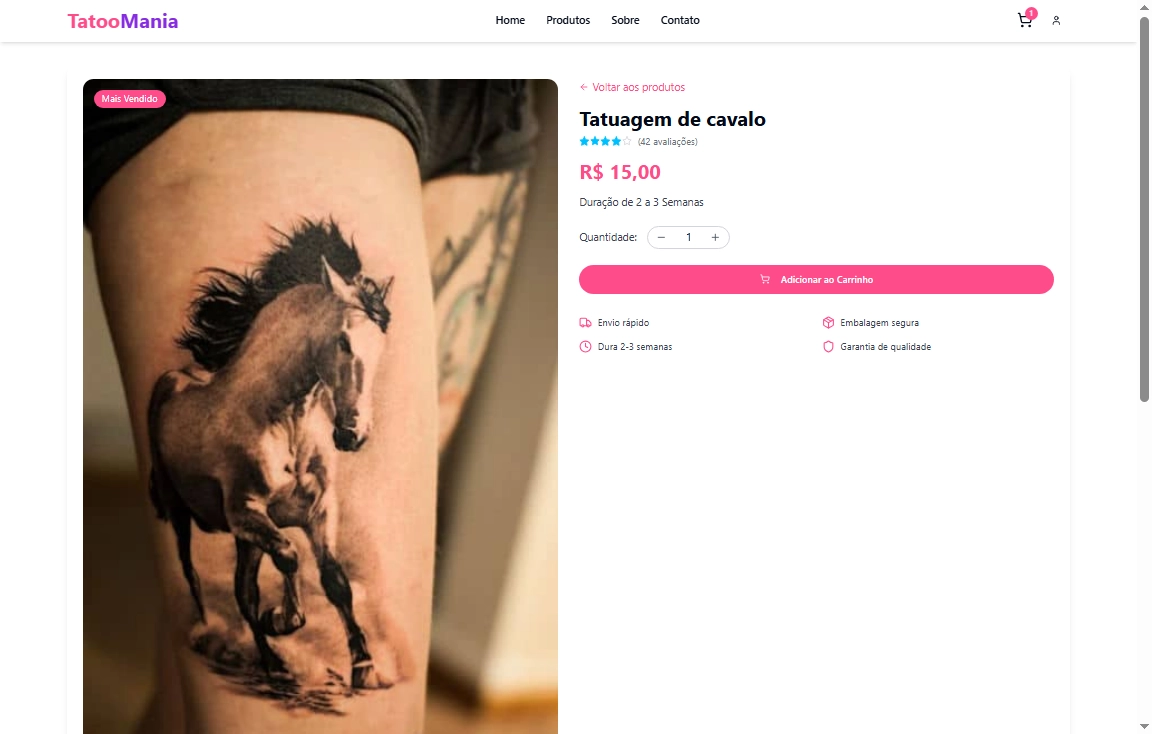 TatooMania
Home Produtos Sobre Contato
1
Mais Vendido
← Voltar aos produtos
Tatuagem de cavalo
(42 avaliações)
R$ 15,00
Duração de 2 a 3 Semanas
Quantidade: − 1 +
Adicionar ao Carrinho
Envio rápido
Embalagem segura
Dura 2-3 semanas
Garantia de qualidade